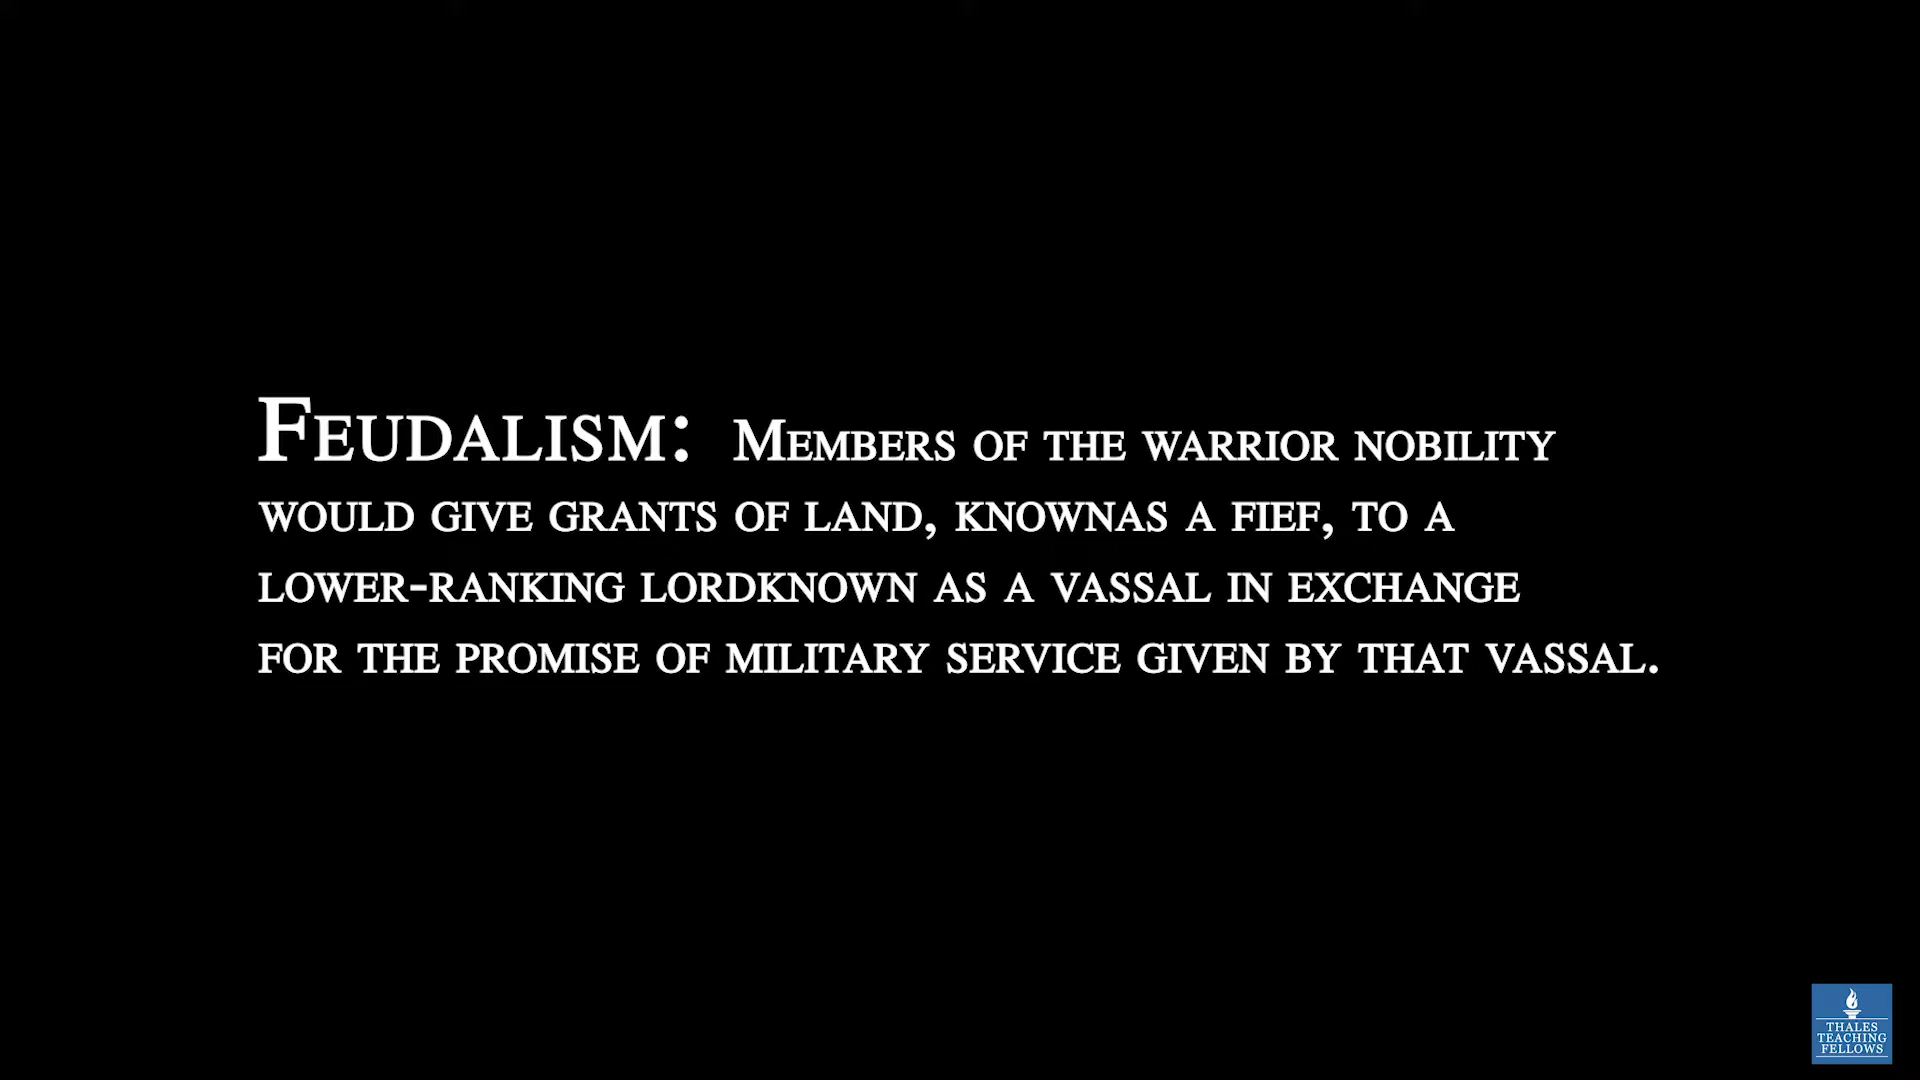 Feudalism: Members of the warrior nobility
would give grants of land, knownas a fief, to a
lower-ranking lordknown as a vassal in exchange
for the promise of military service given by that vassal.
THALES
TEACHING
FELLOWS